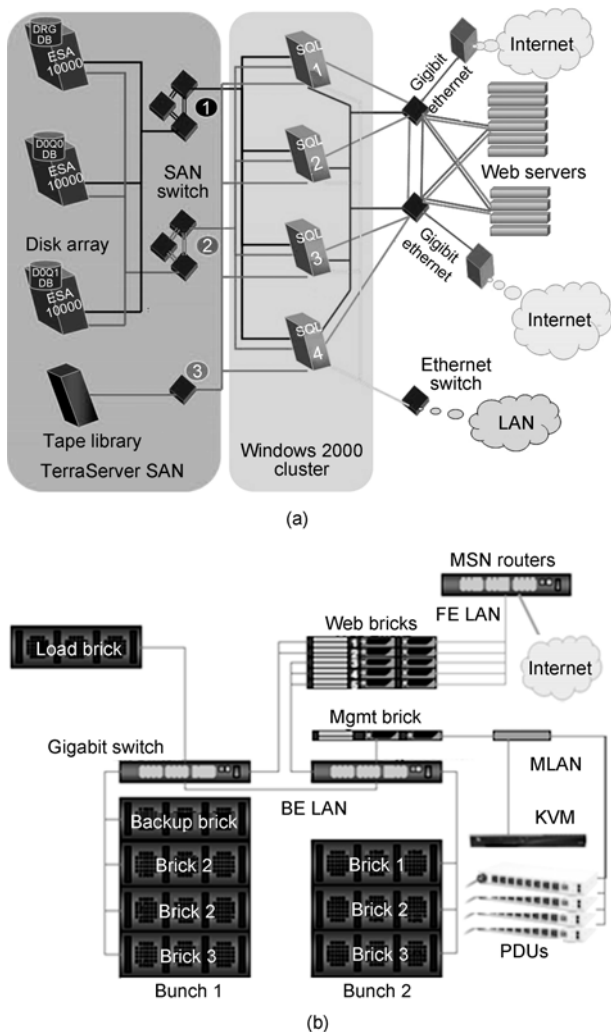 DRG
DB
ESA
10000
D0Q0
DB
ESA
10000
Disk array
D0Q1
DB
ESA
10000
Tape library
TerraServer SAN
1
SAN
switch
2
3
SQL
1
SQL
2
SQL
3
SQL
4
Windows 2000
cluster
Gigibit
ethernet
Internet
Web servers
Gigibit
ethernet
Internet
Ethernet
switch
LAN
(a)
MSN routers
FE LAN
Web bricks
Internet
Load brick
Mgmt brick
Gigabit switch
MLAN
BE LAN
KVM
Backup brick
Brick 2
Brick 2
Brick 3
Bunch 1
Brick 1
Brick 2
Brick 3
Bunch 2
PDUs
(b)